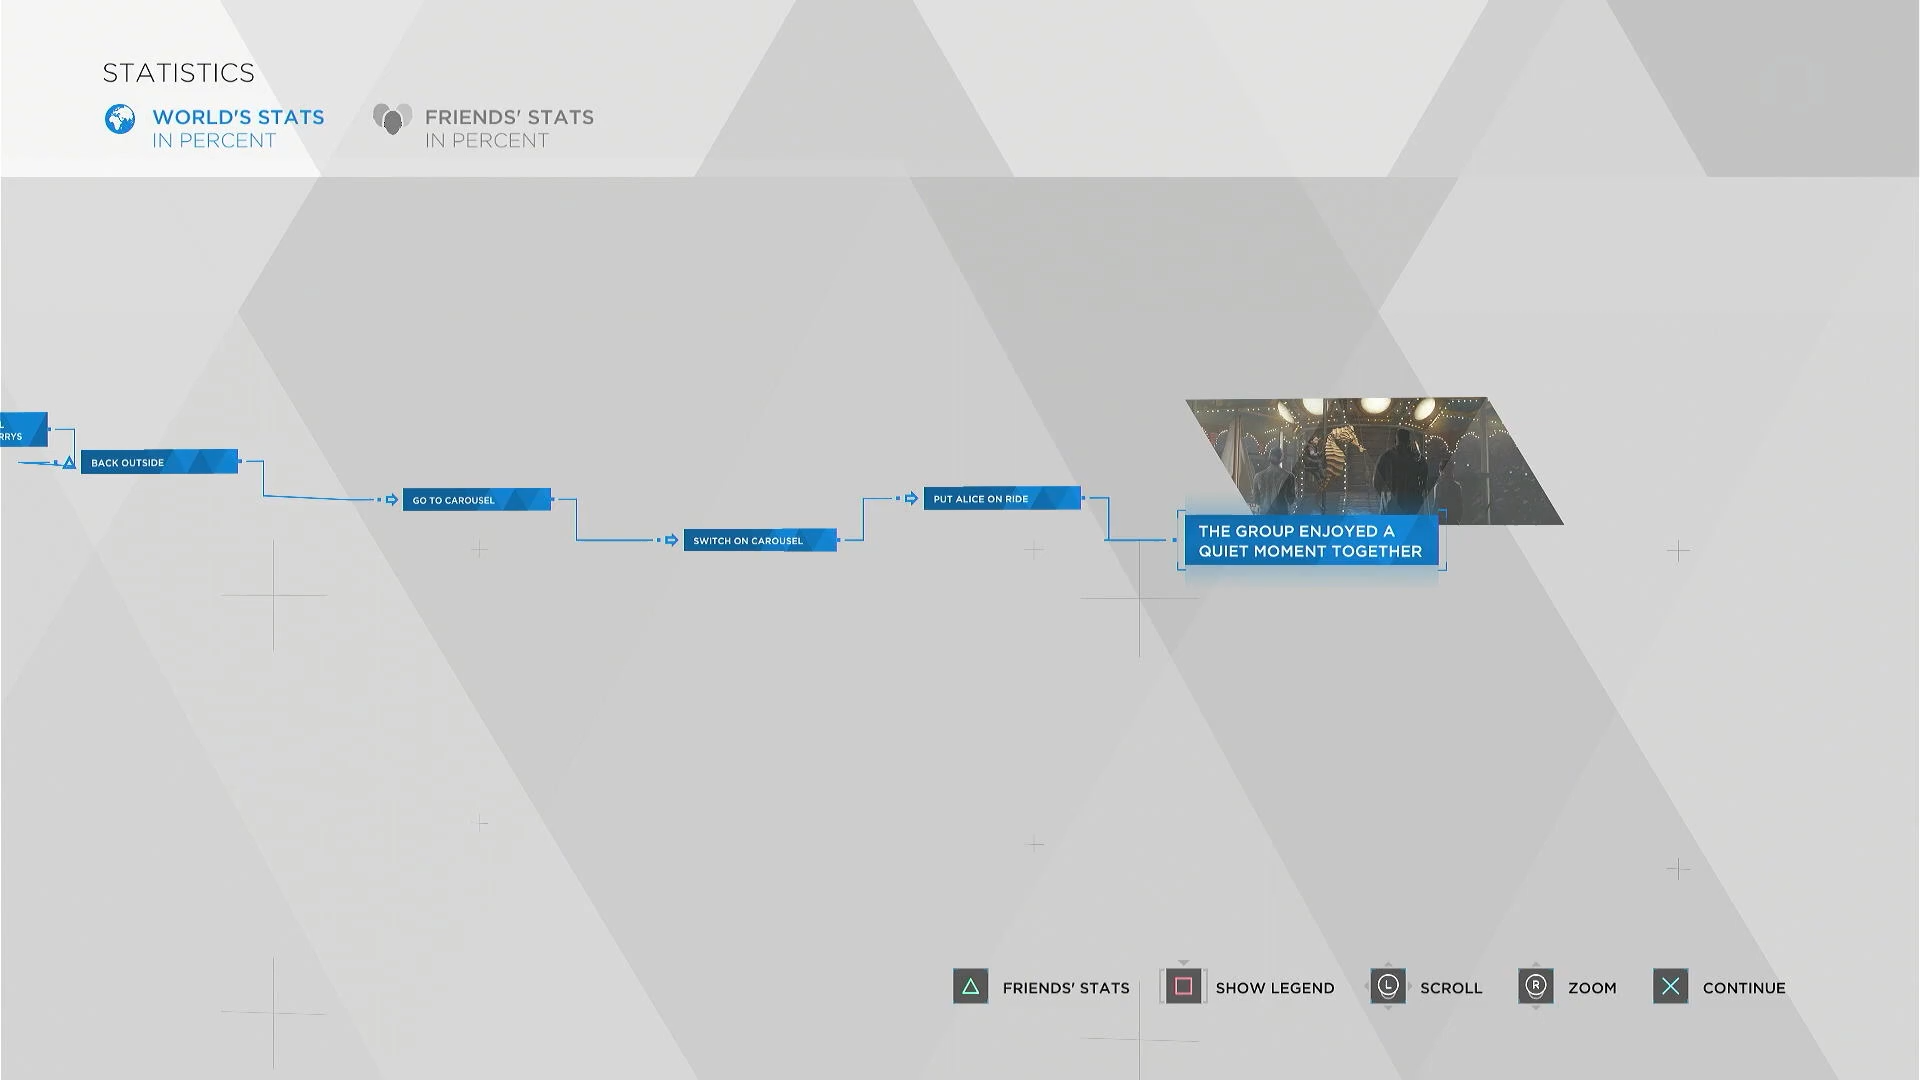 STATISTICS
WORLD'S STATS
IN PERCENT
FRIENDS' STATS
IN PERCENT
RRYS
BACK OUTSIDE
GO TO CAROUSEL
SWITCH ON CAROUSEL
PUT ALICE ON RIDE
THE GROUP ENJOYED A
QUIET MOMENT TOGETHER
FRIENDS' STATS
SHOW LEGEND
L
SCROLL
R
ZOOM
CONTINUE